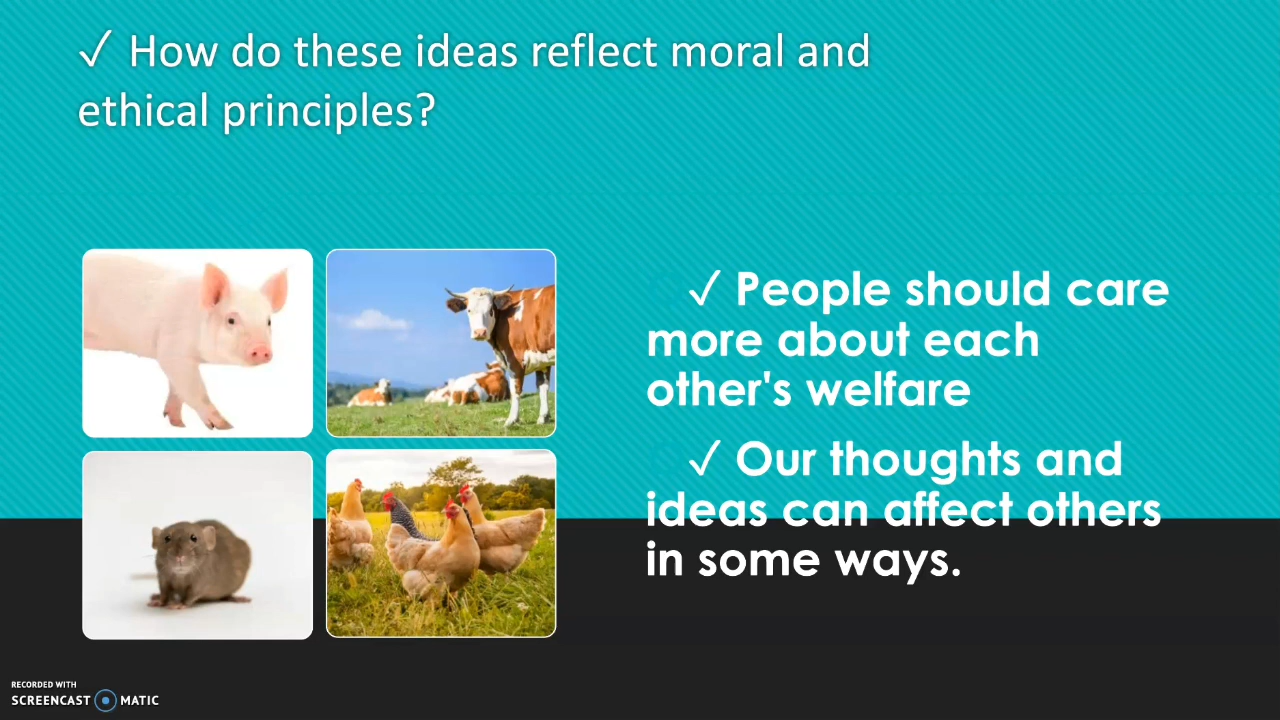 ✓ How do these ideas reflect moral and
ethical principles?
✓ People should care
more about each
other's welfare
✓ Our thoughts and
ideas can affect others
in some ways.
RECORDED WITH
SCREENCAST MATIC